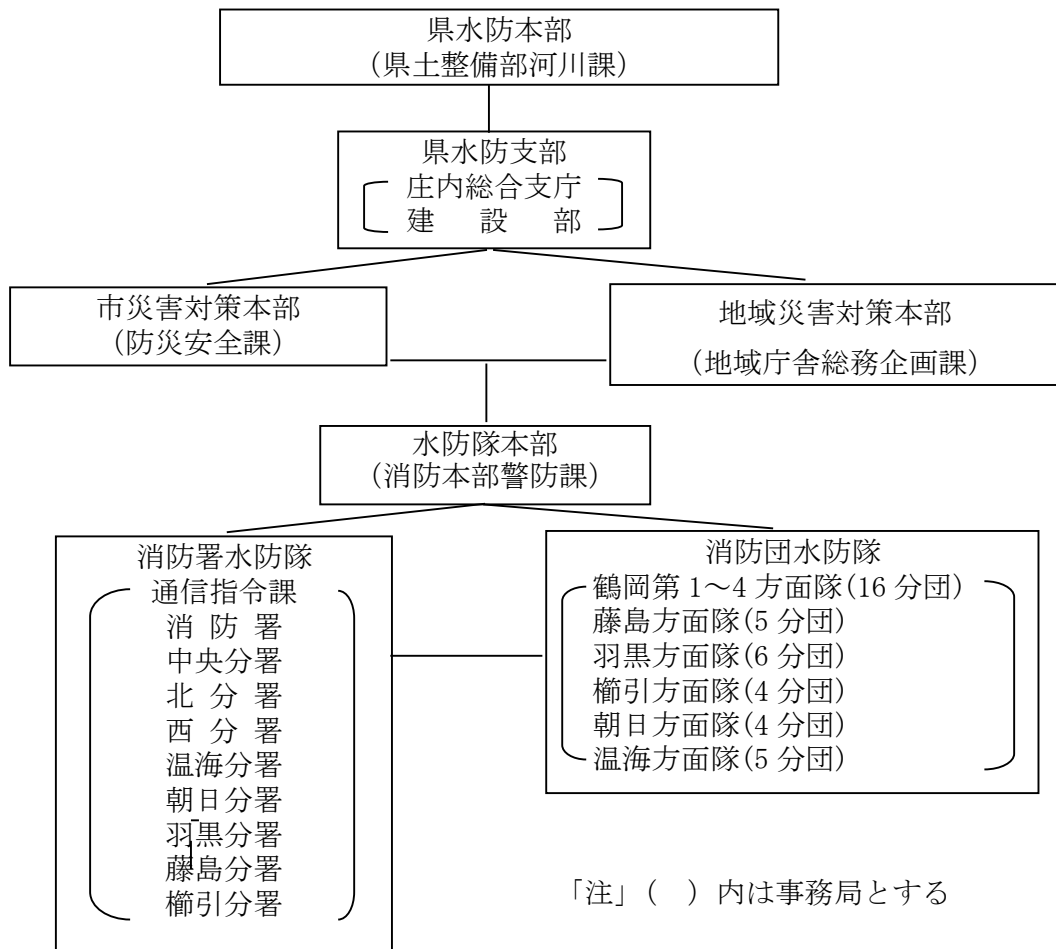 県水防本部
（県土整備部河川課）
県水防支部
庄内総合支庁
建　設　部
市災害対策本部
(防災安全課)
地域災害対策本部
（地域庁舎総務企画課）
水防隊本部
（消防本部警防課）
消防署水防隊
通信指令課
消 防 署
中央分署
北 分 署
西 分 署
温海分署
朝日分署
羽黒分署
藤島分署
櫛引分署
消防団水防隊
鶴岡第 1～4 方面隊(16 分団)
藤島方面隊(5 分団)
羽黒方面隊(6 分団)
櫛引方面隊(4 分団)
朝日方面隊(4 分団)
温海方面隊(5 分団)
「注」（　）内は事務局とする